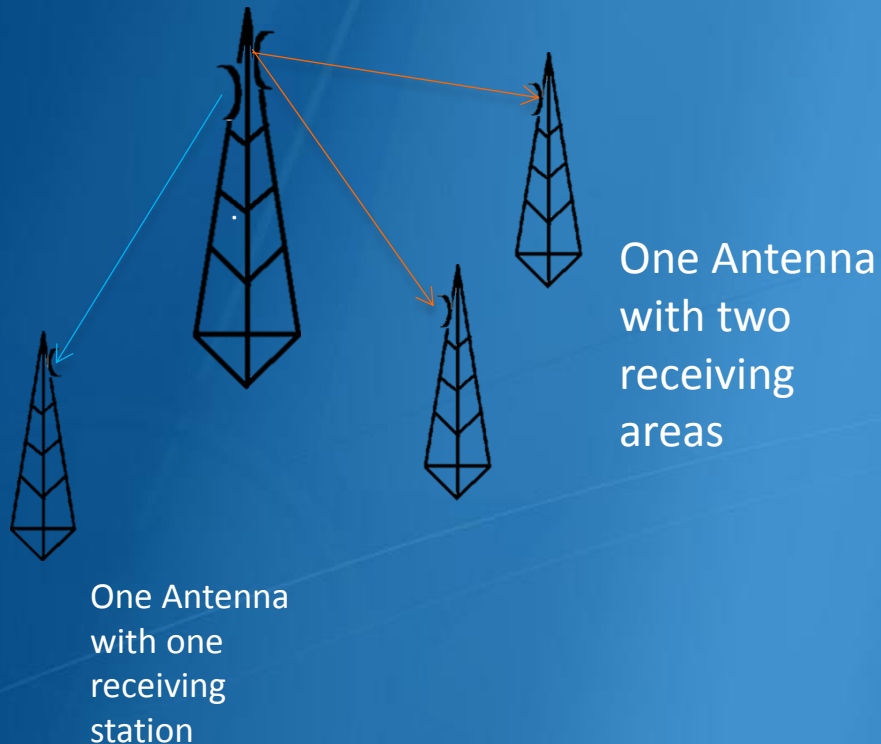 One Antenna
with two
receiving
areas
One Antenna
with one
receiving
station